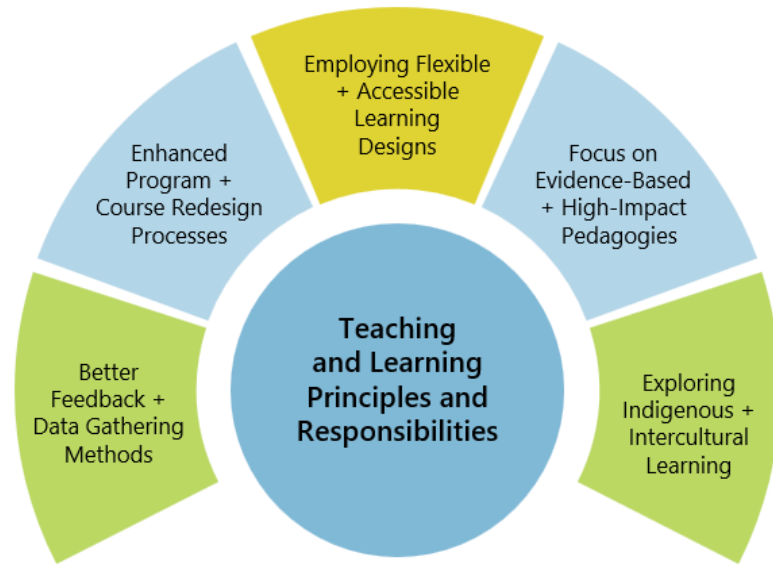 Employing Flexible
+ Accessible
Learning
Designs
Enhanced
Program +
Course Redesign
Processes
Focus on
Evidence-Based
+ High-Impact
Pedagogies
Better
Feedback +
Data Gathering
Methods
Teaching
and Learning
Principles and
Responsibilities
Exploring
Indigenous +
Intercultural
Learning